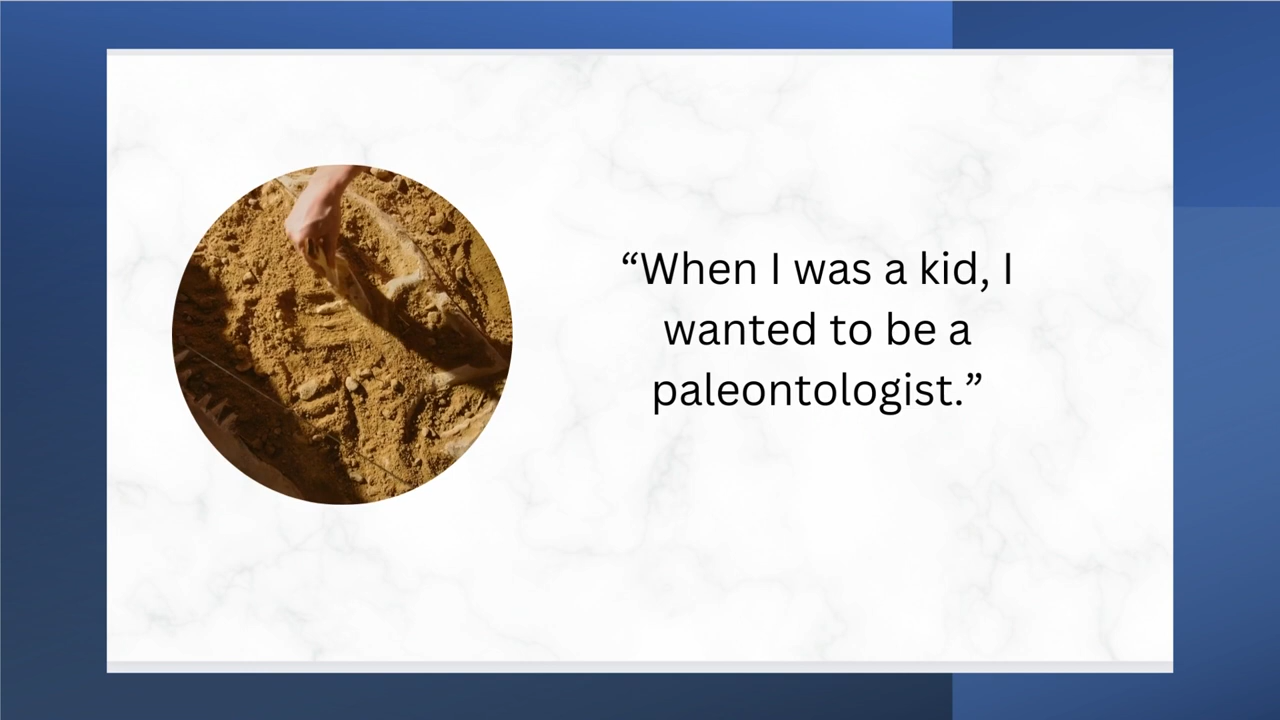 “When I was a kid, I
wanted to be a
paleontologist.”